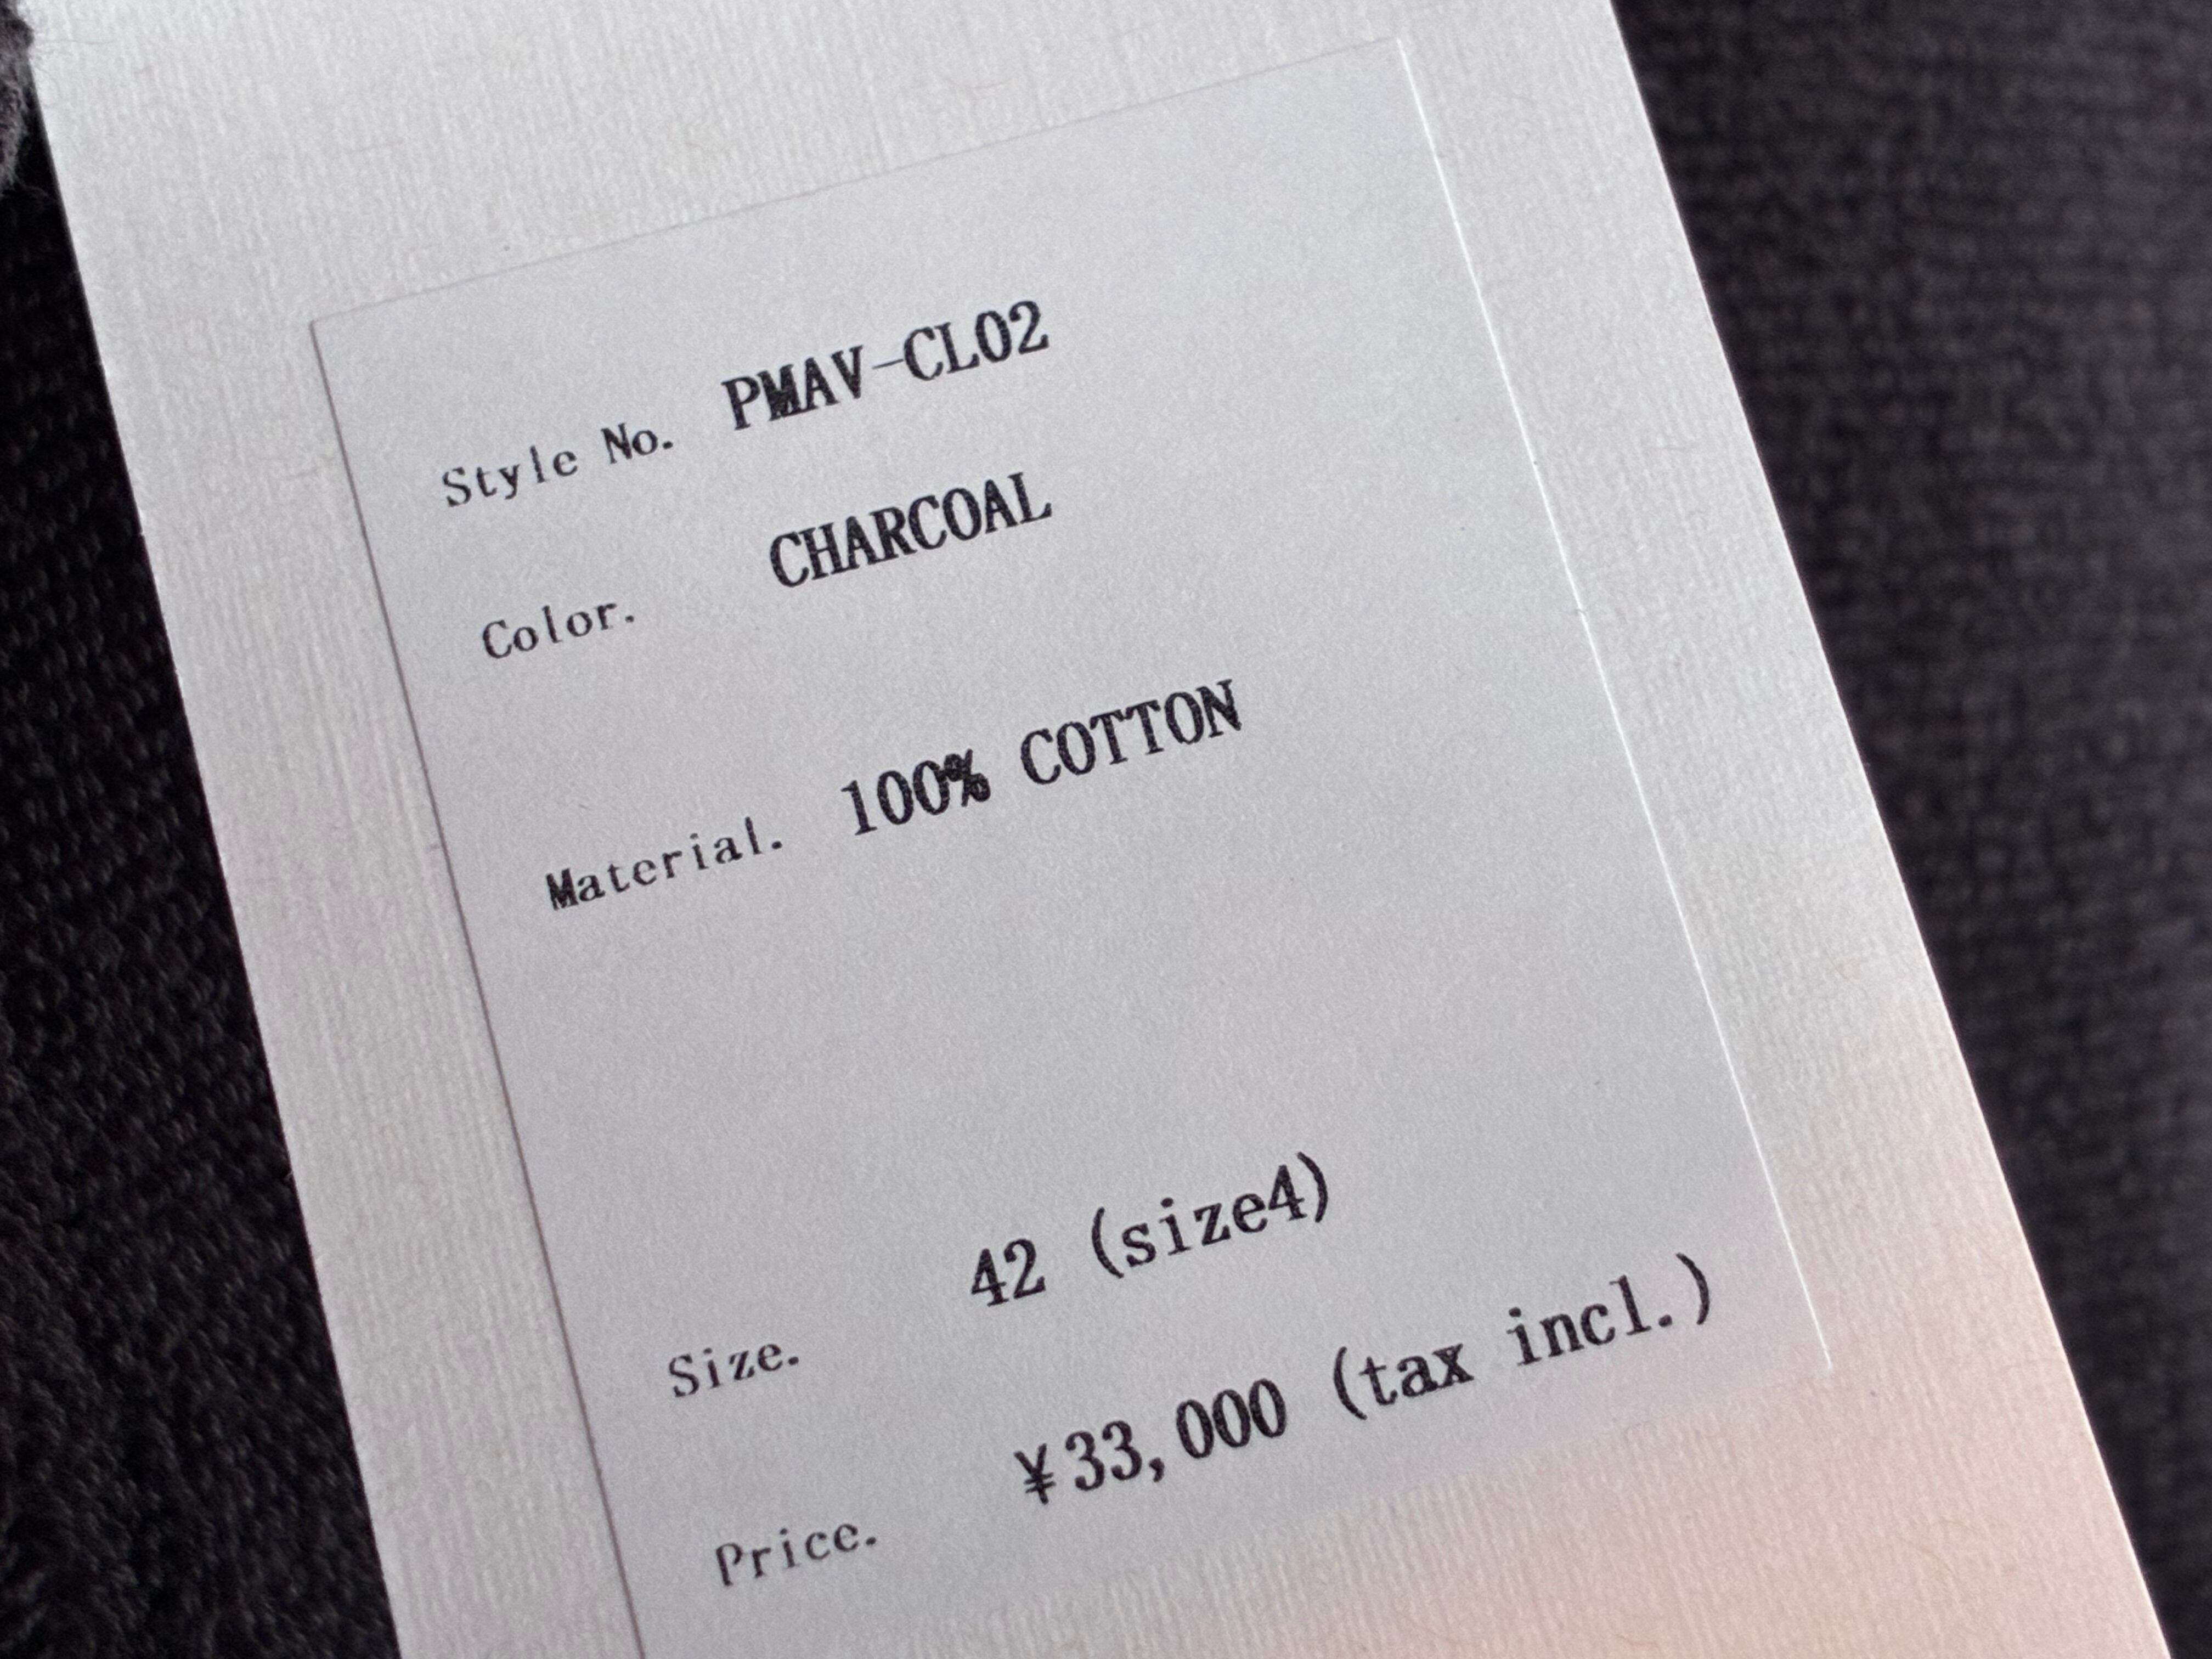 Style No. PMAV-CL02
Color. CHARCOAL
Material. 100% COTTON
Size. 42 (size4)
Price. ¥33,000 (tax incl.)